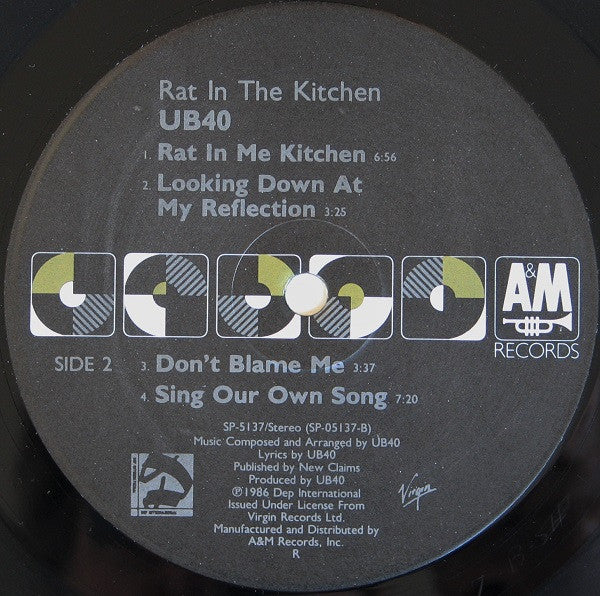 Rat In The Kitchen
UB40
1. Rat In Me Kitchen 6:56
2. Looking Down At
My Reflection 3:25
A&M
RECORDS
SIDE 2
3. Don't Blame Me 3:37
4. Sing Our Own Song 7:20
SP-5137/Stereo (SP-05137-B)
Music Composed and Arranged by UB40
Lyrics by UB40
Published by New Claims
Produced by UB40
℗1986 Dep International
Issued Under License From
Virgin Records Ltd.
Manufactured and Distributed by
A&M Records, Inc.
R
Virgin